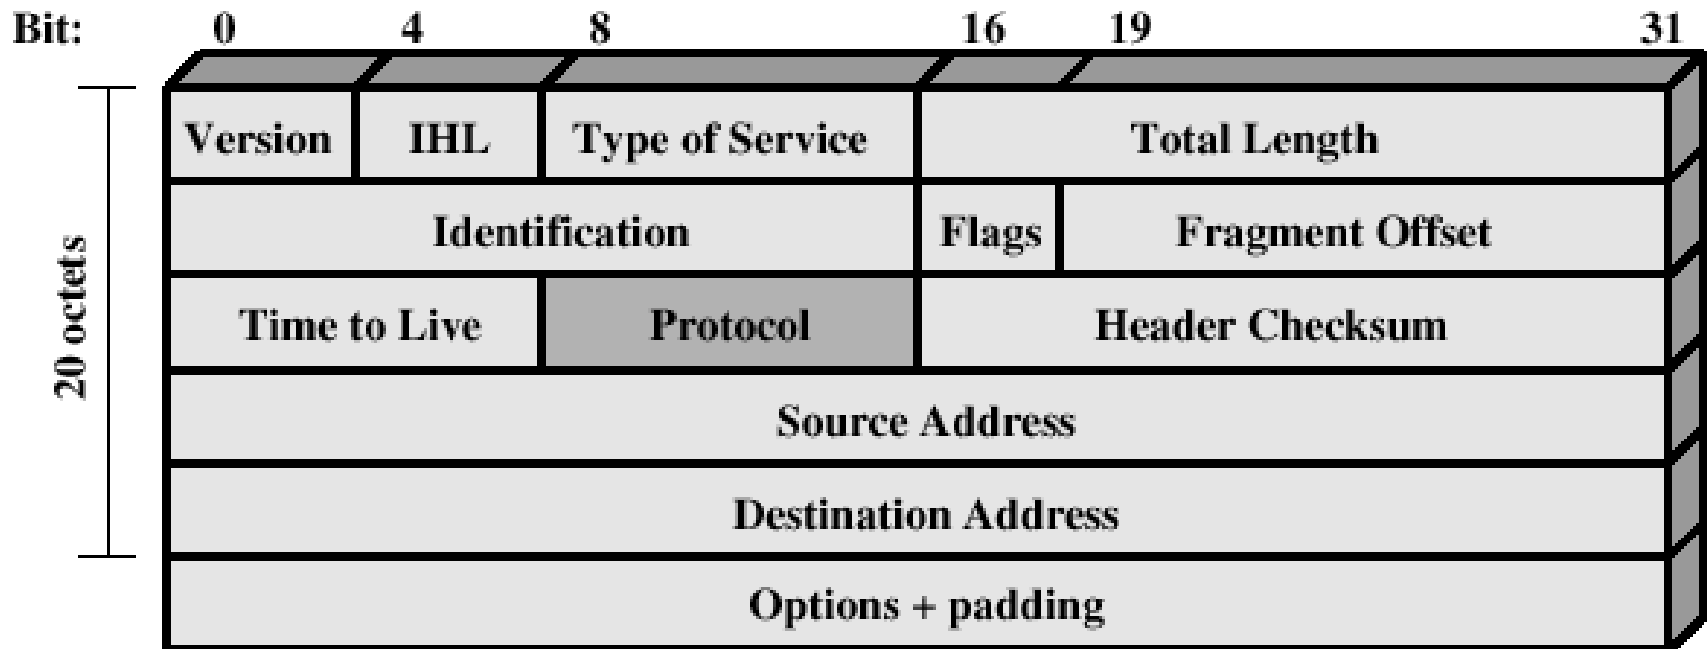 Bit: 0 4 8 16 19 31
Version IHL Type of Service Total Length
Identification Flags Fragment Offset
Time to Live Protocol Header Checksum
Source Address
Destination Address
Options + padding
20 octets